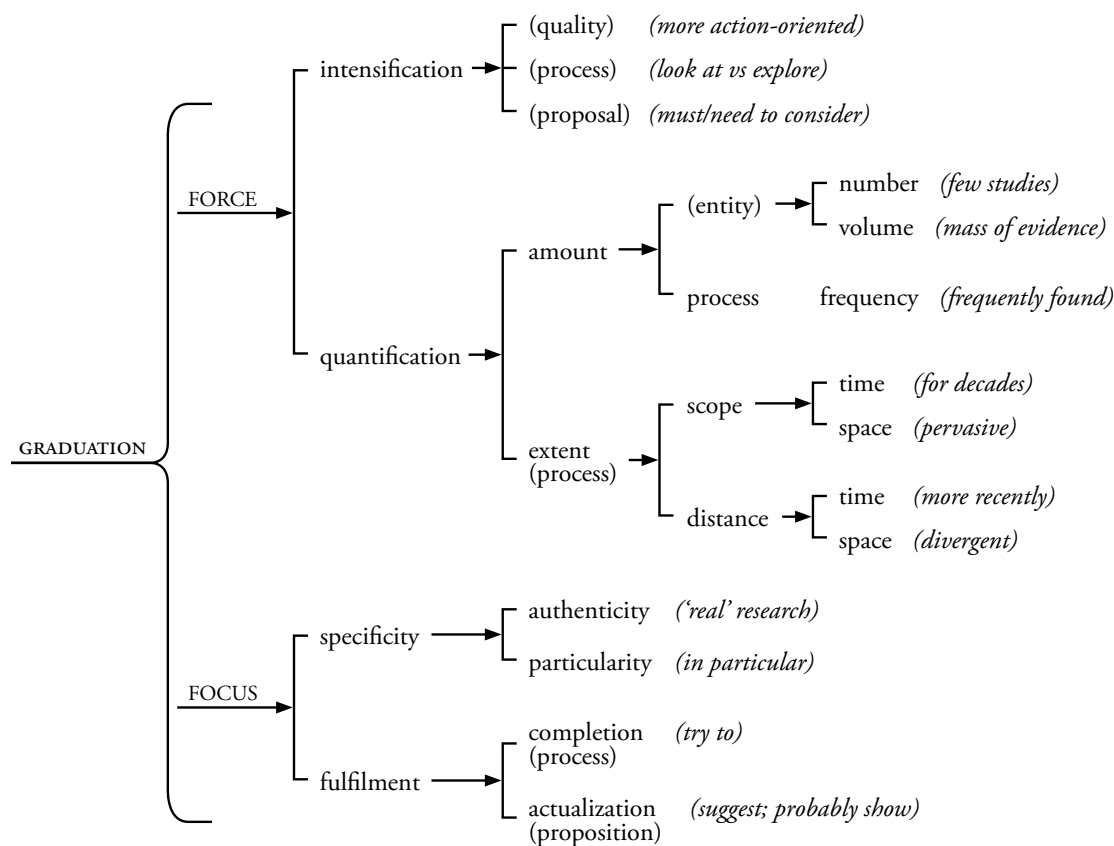 (quality) (more action-oriented)
intensification (process) (look at vs explore)
(proposal) (must/need to consider)
number (few studies)
FORCE (entity)
volume (mass of evidence)
amount
process frequency (frequently found)
quantification
time (for decades)
scope
space (pervasive)
GRADUATION
extent
(process)
time (more recently)
distance
space (divergent)
authenticity (‘real’ research)
specificity
particularity (in particular)
FOCUS
completion (try to)
(process)
fulfilment
actualization (suggest; probably show)
(proposition)